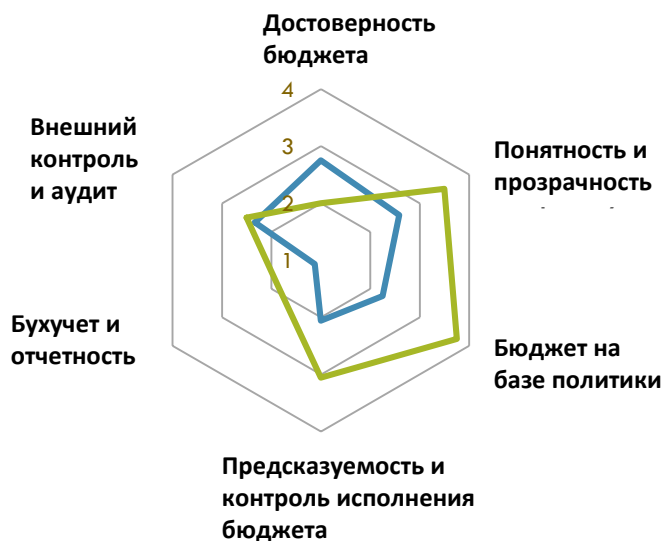 Достоверность
бюджета
4
3
2
1
Внешний
контроль
и аудит
Понятность и
прозрачность
Бухучет и
отчетность
Бюджет на
базе политики
Предсказуемость и
контроль исполнения
бюджета